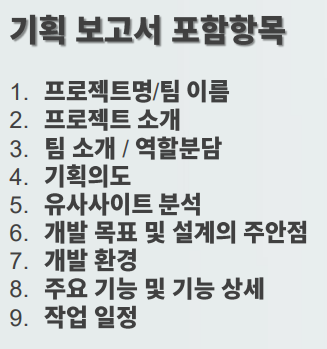 기획 보고서 포함항목
1. 프로젝트명/팀 이름
2. 프로젝트 소개
3. 팀 소개 / 역할분담
4. 기획의도
5. 유사사이트 분석
6. 개발 목표 및 설계의 주안점
7. 개발 환경
8. 주요 기능 및 기능 상세
9. 작업 일정